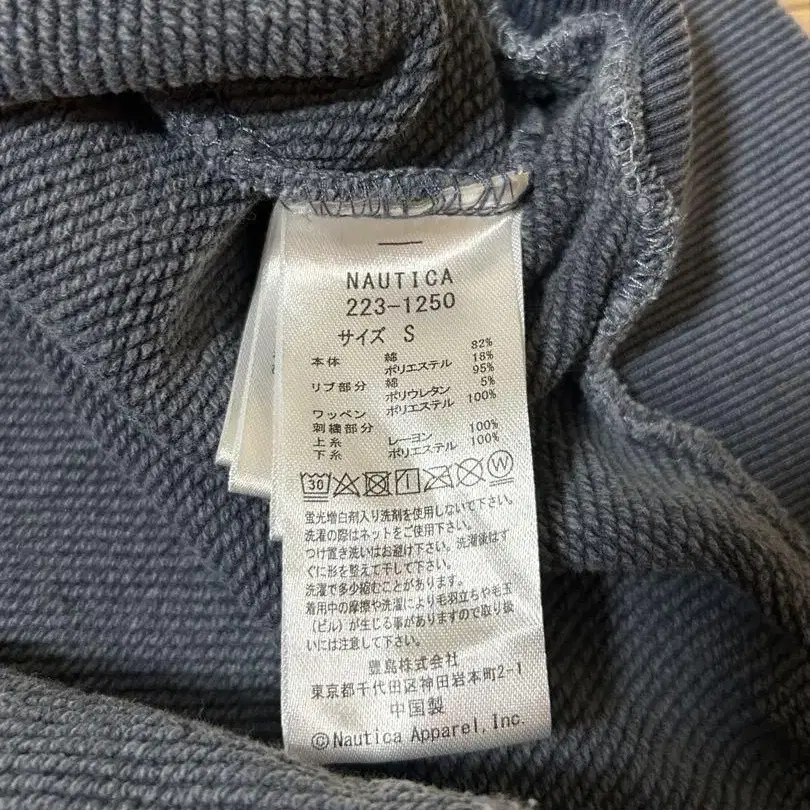 NAUTICA
223-1250
サイズ S
本体 綿 82%
ポリエステル 18%
リブ部分 綿 95%
ポリウレタン 5%
ワッペン ポリエステル 100%
刺繍部分
上糸 レーヨン 100%
下糸 ポリエステル 100%
30 W
蛍光増白剤入り洗剤を使用しないで下さい。
洗濯の際はネットをご使用下さい。
つけ置き洗いはお避け下さい。洗濯後はす
ぐに形を整えて干して下さい。
洗濯で多少縮むことがあります。
着用中の摩擦や洗濯により毛羽立ちや毛玉
(ピル)が生じる事がありますので取り扱
いには注意して下さい。
豊島株式会社
東京都千代田区神田岩本町2-1
中国製
©Nautica Apparel, Inc.